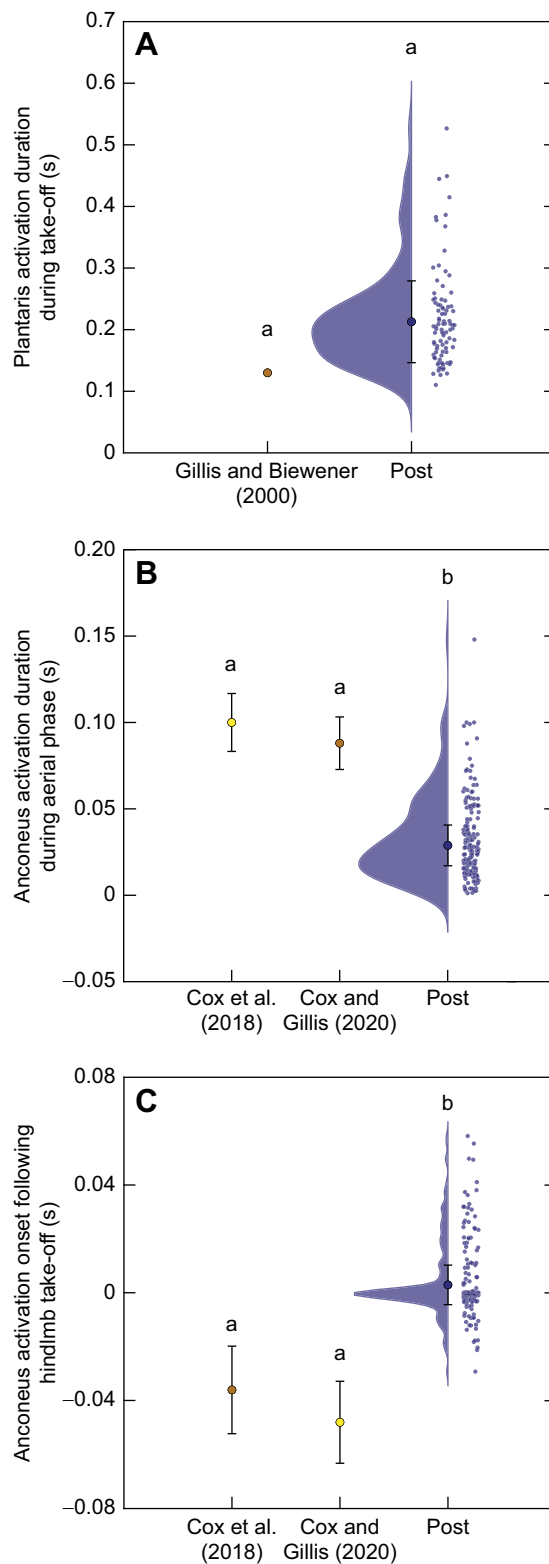 A
a
a
0.7
0.6
0.5
0.4
0.3
0.2
0.1
0
Plantaris activation duration
during take-off (s)
Gillis and Biewener
(2000)
Post
B
b
a
a
0.20
0.15
0.10
0.05
0
−0.05
Anconeus activation duration
during aerial phase (s)
Cox et al.
(2018)
Cox and
Gillis (2020)
Post
C
b
a
a
0.08
0.04
0
−0.04
−0.08
Anconeus activation onset following
hindlmb take-off (s)
Cox et al.
(2018)
Cox and
Gillis (2020)
Post